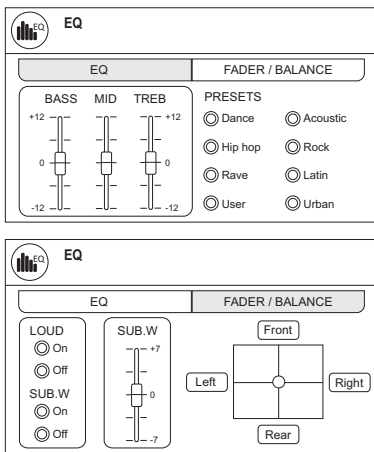 EQ EQ
EQ FADER / BALANCE
BASS MID TREB PRESETS
+12 +12 Dance Acoustic
Hip hop Rock
0 0
Rave Latin
-12 -12 User Urban
EQ EQ
EQ FADER / BALANCE
LOUD SUB.W Front
On +7
Off
Left Right
SUB.W 0
On
Off Rear
-7